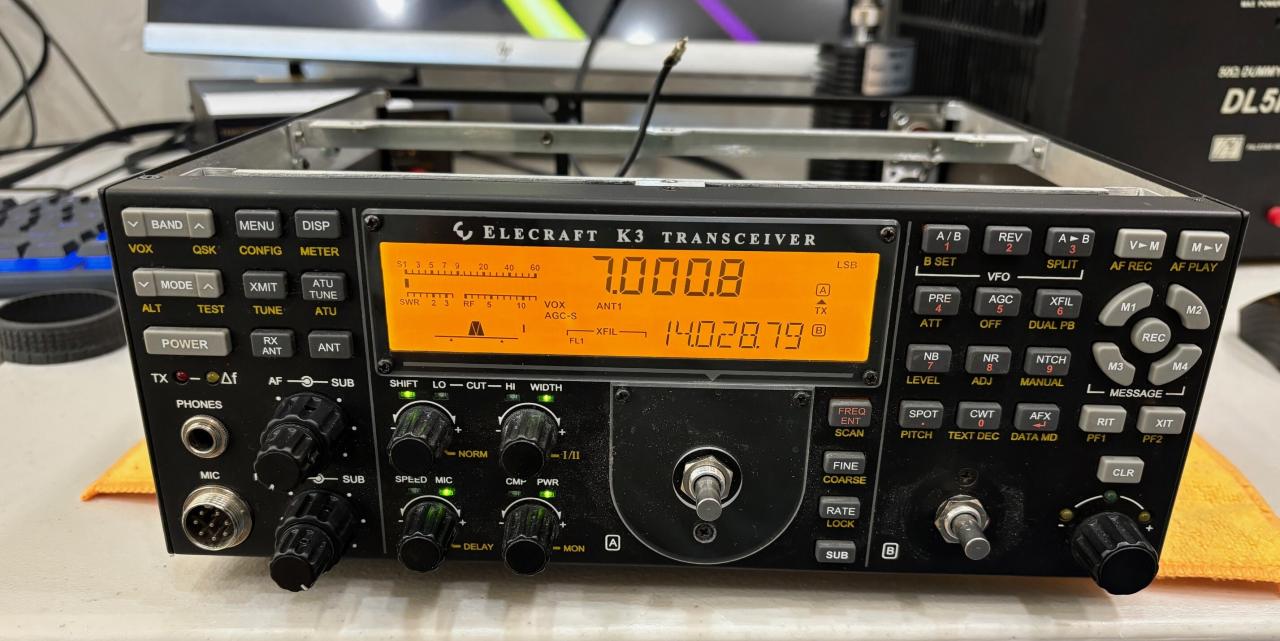 MAX POWE
50Ω DUMMY
DL5
hp
ELECRAFT K3 TRANSCEIVER
BAND
VOX QSK
MENU
CONFIG
DISP
METER
MODE
ALT TEST
XMIT
TUNE
ATU
TUNE
ATU
POWER
RX
ANT
ANT
TX Δf
PHONES
MIC
AF SUB
SUB
S1 3 5 7 9 20 40 60
SWR 2 3 RF 5 10
7.000.8
LSB
VOX ANT1
AGC-S
A
TX
B
XFIL
FL1
14.028.79
SHIFT LO CUT HI WIDTH
NORM I/II
SPEED MIC CMP PWR
DELAY MON
A
FREQ
ENT
SCAN
FINE
COARSE
RATE
LOCK
SUB
B
A/B
1
B SET
REV
2
A►B
3
SPLIT
VFO
PRE
4
ATT
AGC
5
OFF
XFIL
6
DUAL PB
NB
7
LEVEL
NR
8
ADJ
NTCH
9
MANUAL
SPOT
.
PITCH
CWT
0
TEXT DEC
AFX
DATA MD
V►M
AF REC
M►V
AF PLAY
M1
M2
REC
M3
M4
MESSAGE
RIT
PF1
XIT
PF2
CLR
- +